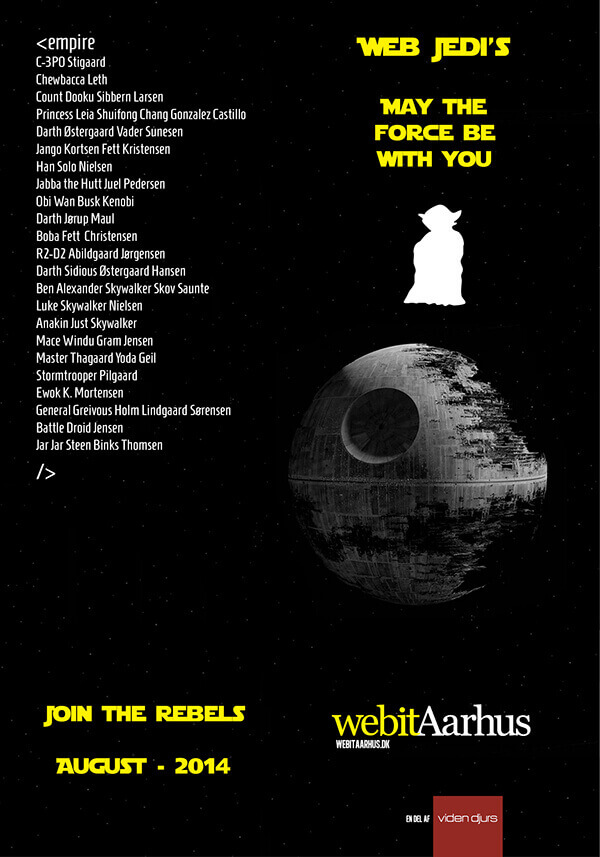 <empire
C-3PO Stigaard
Chewbacca Leth
Count Dooku Sibbern Larsen
Princess Leia Shuifong Chang Gonzalez Castillo
Darth Østergaard Vader Sunesen
Jango Kortsen Fett Kristensen
Han Solo Nielsen
Jabba the Hutt Juel Pedersen
Obi Wan Busk Kenobi
Darth Jørup Maul
Boba Fett Christensen
R2-D2 Abildgaard Jørgensen
Darth Sidious Østergaard Hansen
Ben Alexander Skywalker Skov Saunte
Luke Skywalker Nielsen
Anakin Just Skywalker
Mace Windu Gram Jensen
Master Thagaard Yoda Geil
Stormtrooper Pilgaard
Ewok K. Mortensen
General Greivous Holm Lindgaard Sørensen
Battle Droid Jensen
Jar Jar Steen Binks Thomsen
/>
Web Jedi's
May the
Force be
with you
Join the Rebels
August - 2014
webitAarhus
WEBITAARHUS.DK
EN DEL AF viden djurs